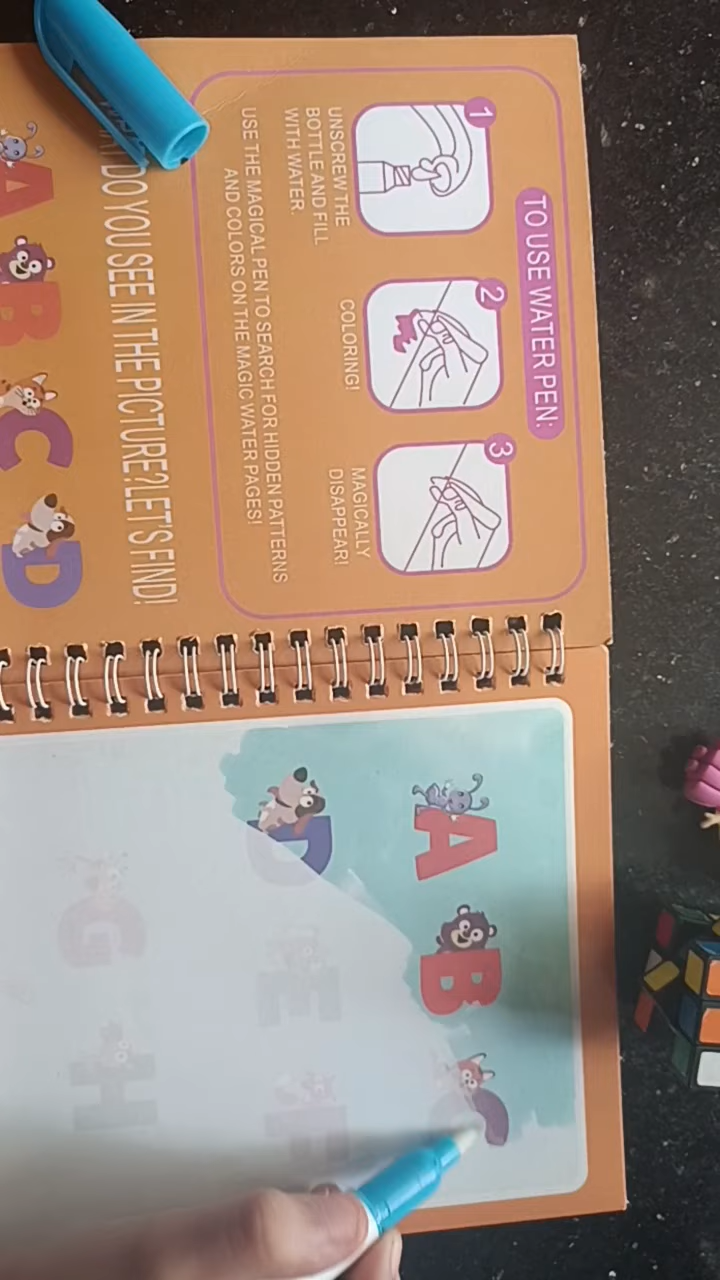 TO USE WATER PEN:
1
2
3
UNSCREW THE
BOTTLE AND FILL
WITH WATER.
COLORING!
MAGICALLY
DISAPPEAR!
USE THE MAGICAL PEN TO SEARCH FOR HIDDEN PATTERNS
AND COLORS ON THE MAGIC WATER PAGES!
DO YOU SEE IN THE PICTURE?LET'S FIND!
A B C D
A B C
D E F
G H